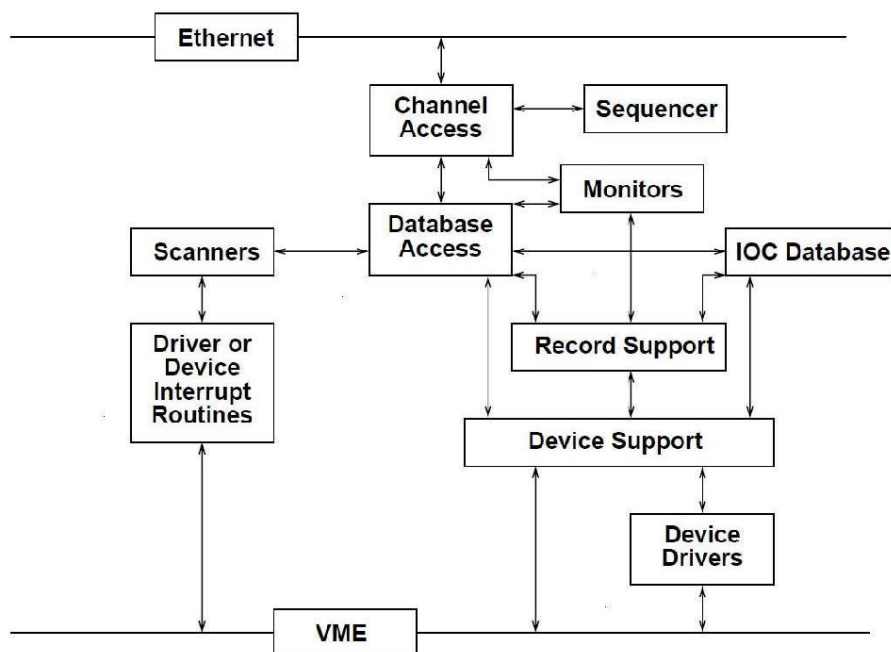 Ethernet
Channel
Access
Sequencer
Monitors
Database
Access
Scanners
IOC Database
Driver or
Device
Interrupt
Routines
Record Support
Device Support
Device
Drivers
VME